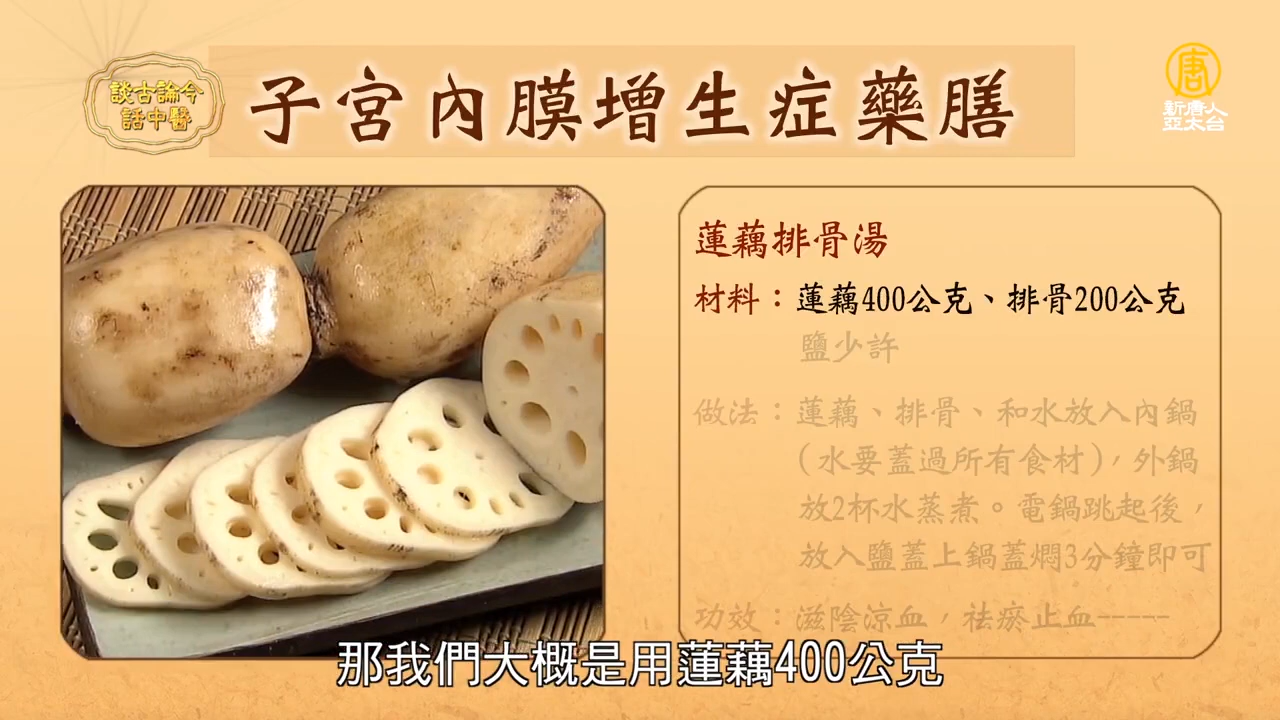 談古論今
話中醫
子宮內膜增生症藥膳
唐
新唐人
亞太台
蓮藕排骨湯
材料：蓮藕400公克、排骨200公克
鹽少許
做法：蓮藕、排骨、和水放入內鍋
(水要蓋過所有食材)，外鍋
放2杯水蒸煮。電鍋跳起後，
放入鹽蓋上鍋蓋燜3分鐘即可
功效：滋陰涼血，祛瘀止血-----
那我們大概是用蓮藕400公克